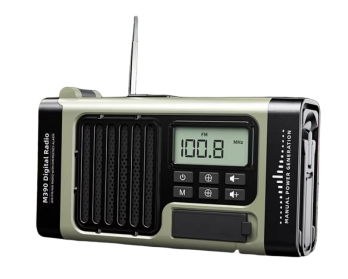 M390 Digital Radio
FM
100.8
MHz
M
MANUAL POWER GENERATION